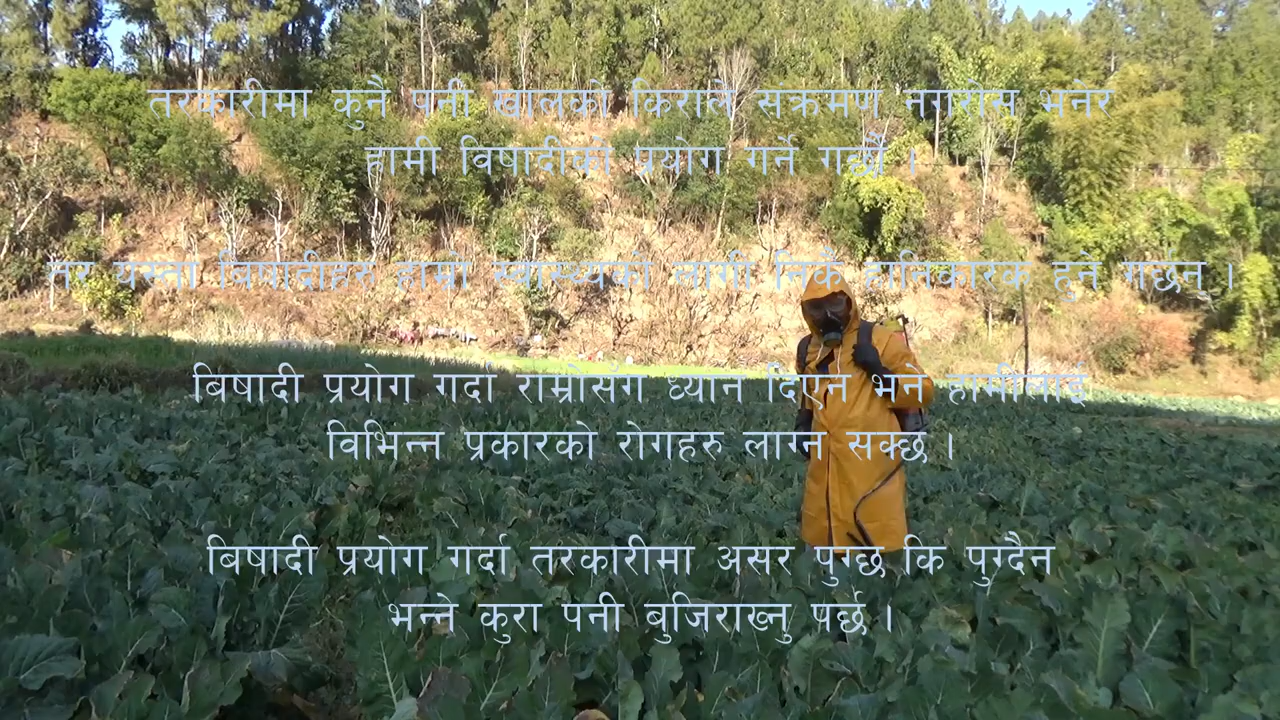 तरकारीमा कुनै पनी खालको किराले संक्रमण नगरोस भनेर
हामी विषादीको प्रयोग गर्ने गर्छौं ।
तर यस्ता बिषादीहरु हाम्रो स्वास्थ्यको लागी निकै हानिकारक हुने गर्छन ।
बिषादी प्रयोग गर्दा राम्रोसँग ध्यान दिएन भने हामीलाइ
विभिन्न प्रकारको रोगहरु लाग्न सक्छ ।
बिषादी प्रयोग गर्दा तरकारीमा असर पुग्छ कि पुग्दैन
भन्ने कुरा पनी बुजिराख्नु पर्छ ।